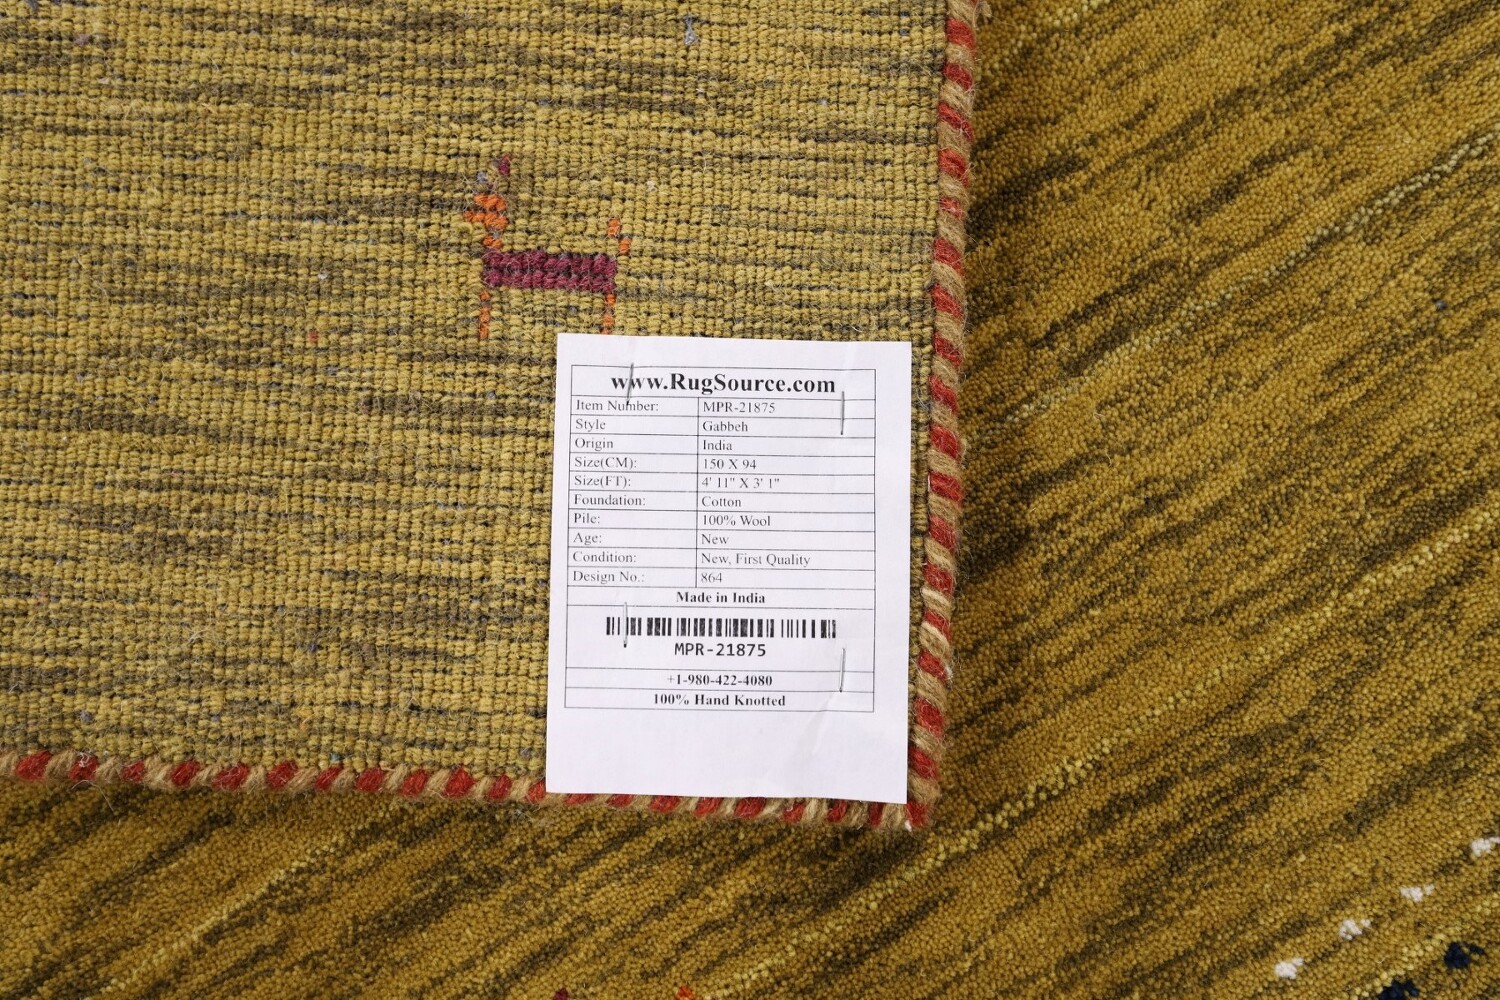 www.RugSource.com
Item Number: MPR-21875
Style Gabbeh
Origin India
Size(CM): 150 X 94
Size(FT): 4' 11" X 3' 1"
Foundation: Cotton
Pile: 100% Wool
Age: New
Condition: New, First Quality
Design No.: 864
Made in India
MPR-21875
+1-980-422-4080
100% Hand Knotted